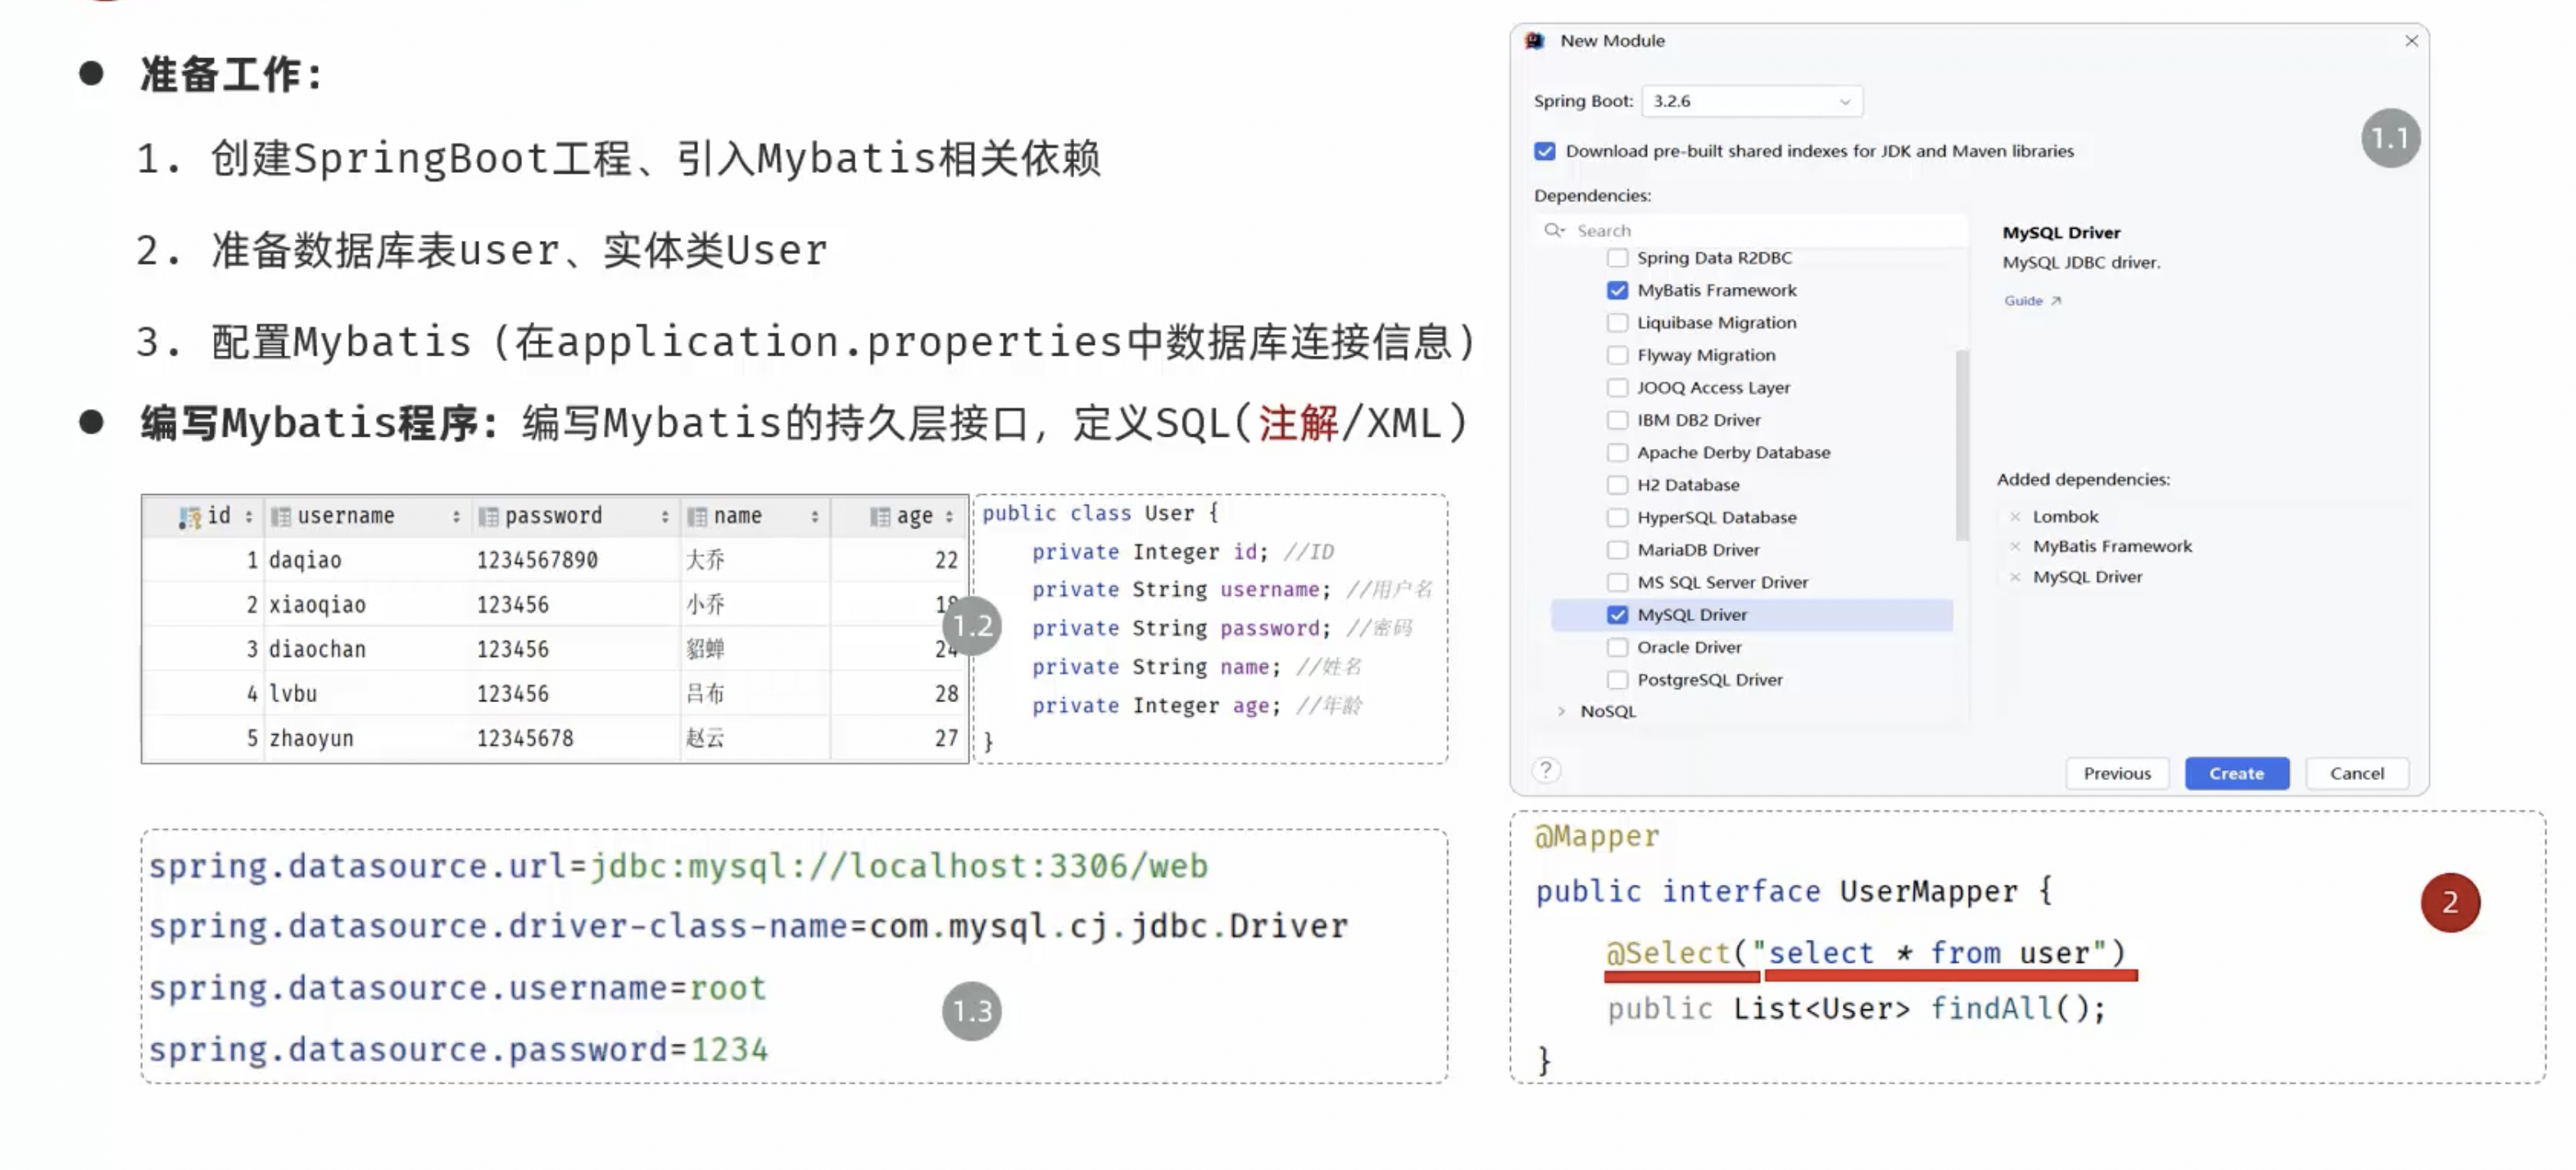 准备工作：
1. 创建SpringBoot工程、引入Mybatis相关依赖
2. 准备数据库表user、实体类User
3. 配置Mybatis（在application.properties中数据库连接信息）
编写Mybatis程序：编写Mybatis的持久层接口，定义SQL(注解/XML)
id username password name age
1 daqiao 1234567890 大乔 22
2 xiaoqiao 123456 小乔
3 diaochan 123456 貂蝉 24
4 lvbu 123456 吕布 28
5 zhaoyun 12345678 赵云 27
1.2
public class User {
private Integer id; //ID
private String username; //用户名
private String password; //密码
private String name; //姓名
private Integer age; //年龄
}
spring.datasource.url=jdbc:mysql://localhost:3306/web
spring.datasource.driver-class-name=com.mysql.cj.jdbc.Driver
spring.datasource.username=root
spring.datasource.password=1234
1.3
New Module
Spring Boot: 3.2.6
1.1
Download pre-built shared indexes for JDK and Maven libraries
Dependencies:
Search
Spring Data R2DBC
MyBatis Framework
Liquibase Migration
Flyway Migration
JOOQ Access Layer
IBM DB2 Driver
Apache Derby Database
H2 Database
HyperSQL Database
MariaDB Driver
MS SQL Server Driver
MySQL Driver
Oracle Driver
PostgreSQL Driver
NoSQL
MySQL Driver
MySQL JDBC driver.
Guide ↗
Added dependencies:
× Lombok
× MyBatis Framework
× MySQL Driver
?
Previous Create Cancel
@Mapper
public interface UserMapper {
@Select("select * from user")
public List<User> findAll();
}
2